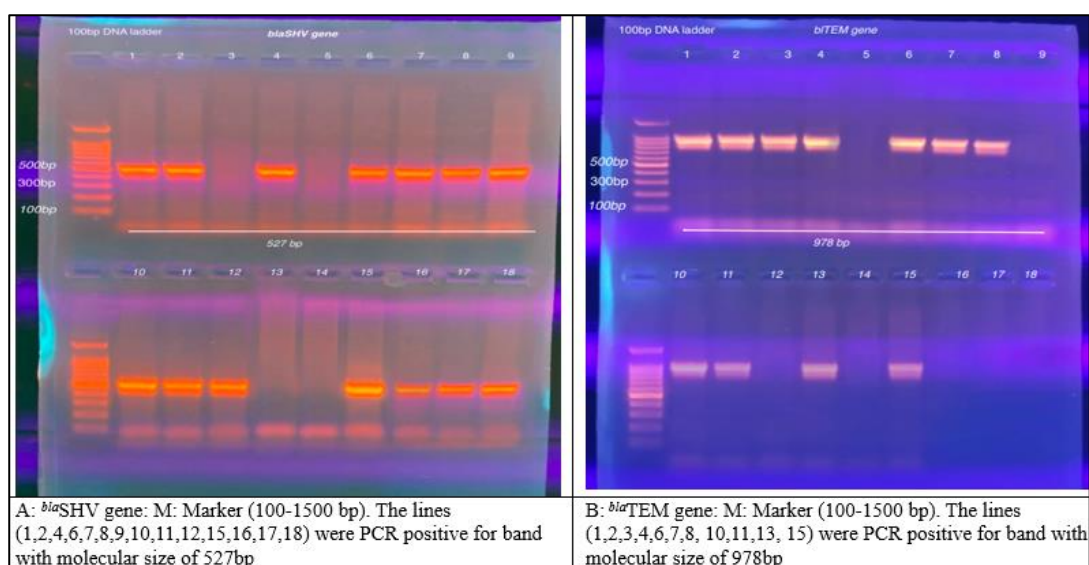 100bp DNA ladder blaSHV gene
1 2 3 4 5 6 7 8 9
500bp
300bp
100bp
527 bp
10 11 12 13 14 15 16 17 18
100bp DNA ladder blTEM gene
1 2 3 4 5 6 7 8 9
500bp
300bp
100bp
978 bp
10 11 12 13 14 15 16 17 18
A: blaSHV gene: M: Marker (100-1500 bp). The lines
(1,2,4,6,7,8,9,10,11,12,15,16,17,18) were PCR positive for band
with molecular size of 527bp
B: blaTEM gene: M: Marker (100-1500 bp). The lines
(1,2,3,4,6,7,8, 10,11,13, 15) were PCR positive for band with
molecular size of 978bp